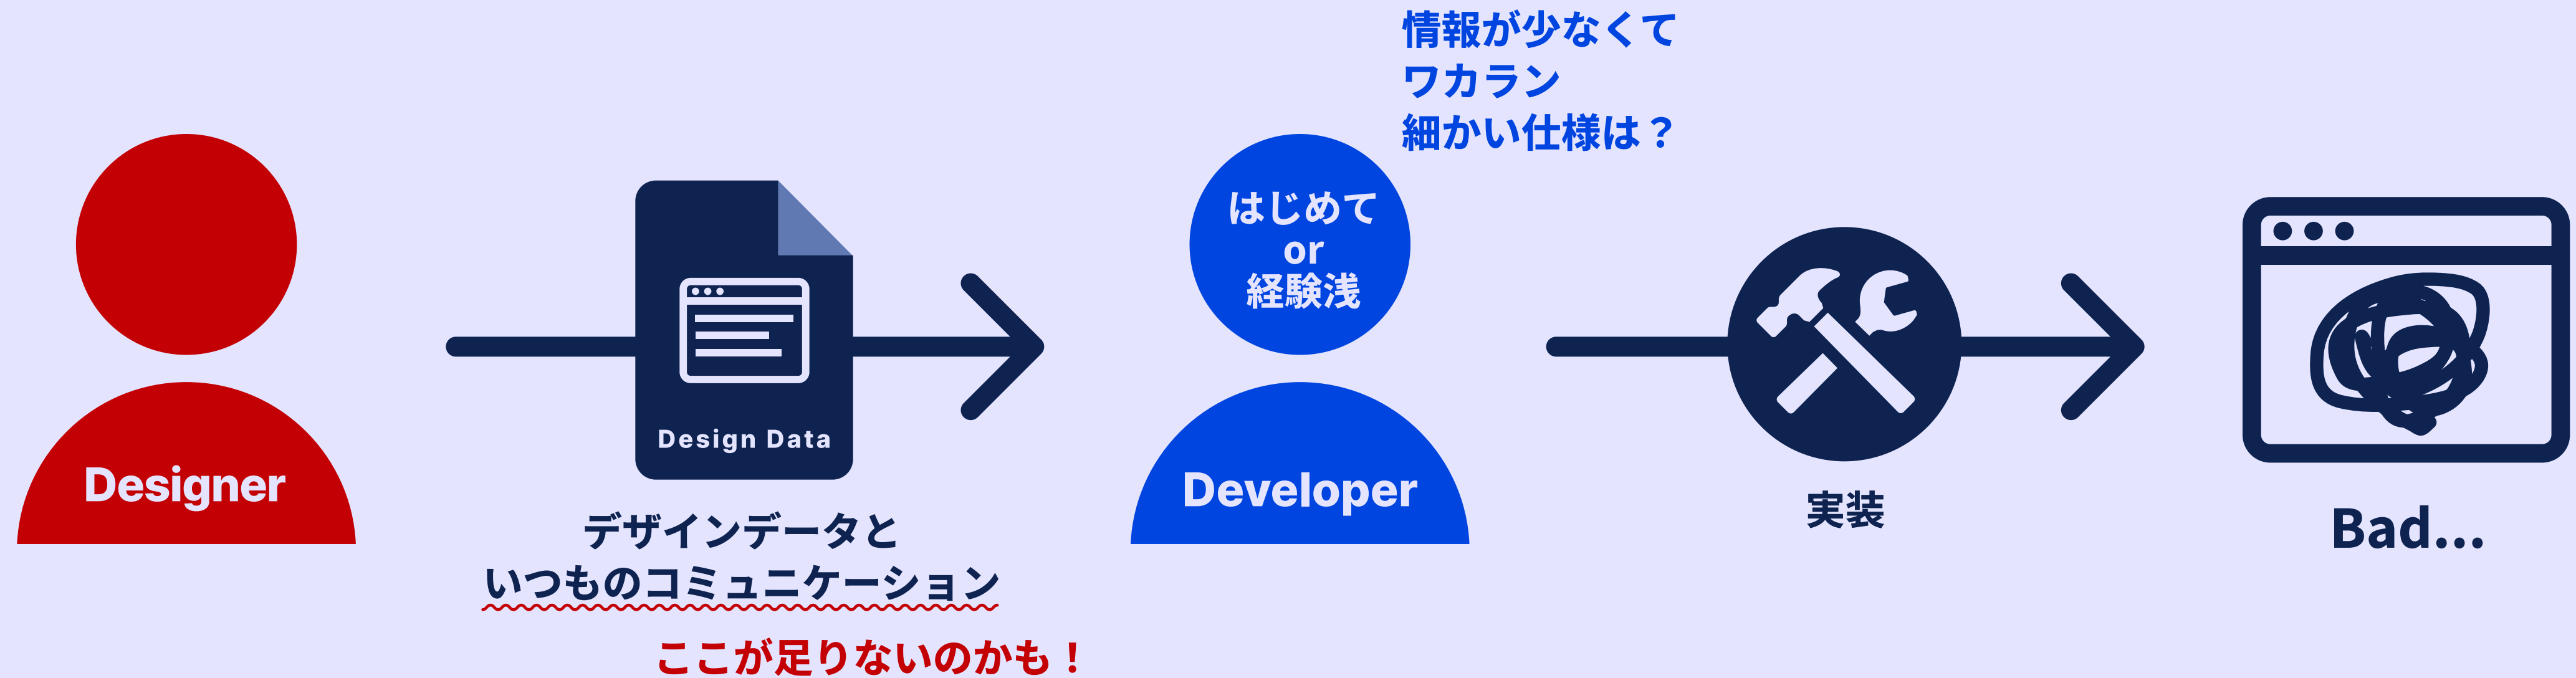 Designer
Design Data
デザインデータと
いつものコミュニケーション
ここが足りないのかも！
情報が少なくて
ワカラン
細かい仕様は？
はじめて
or
経験浅
Developer
実装
Bad...